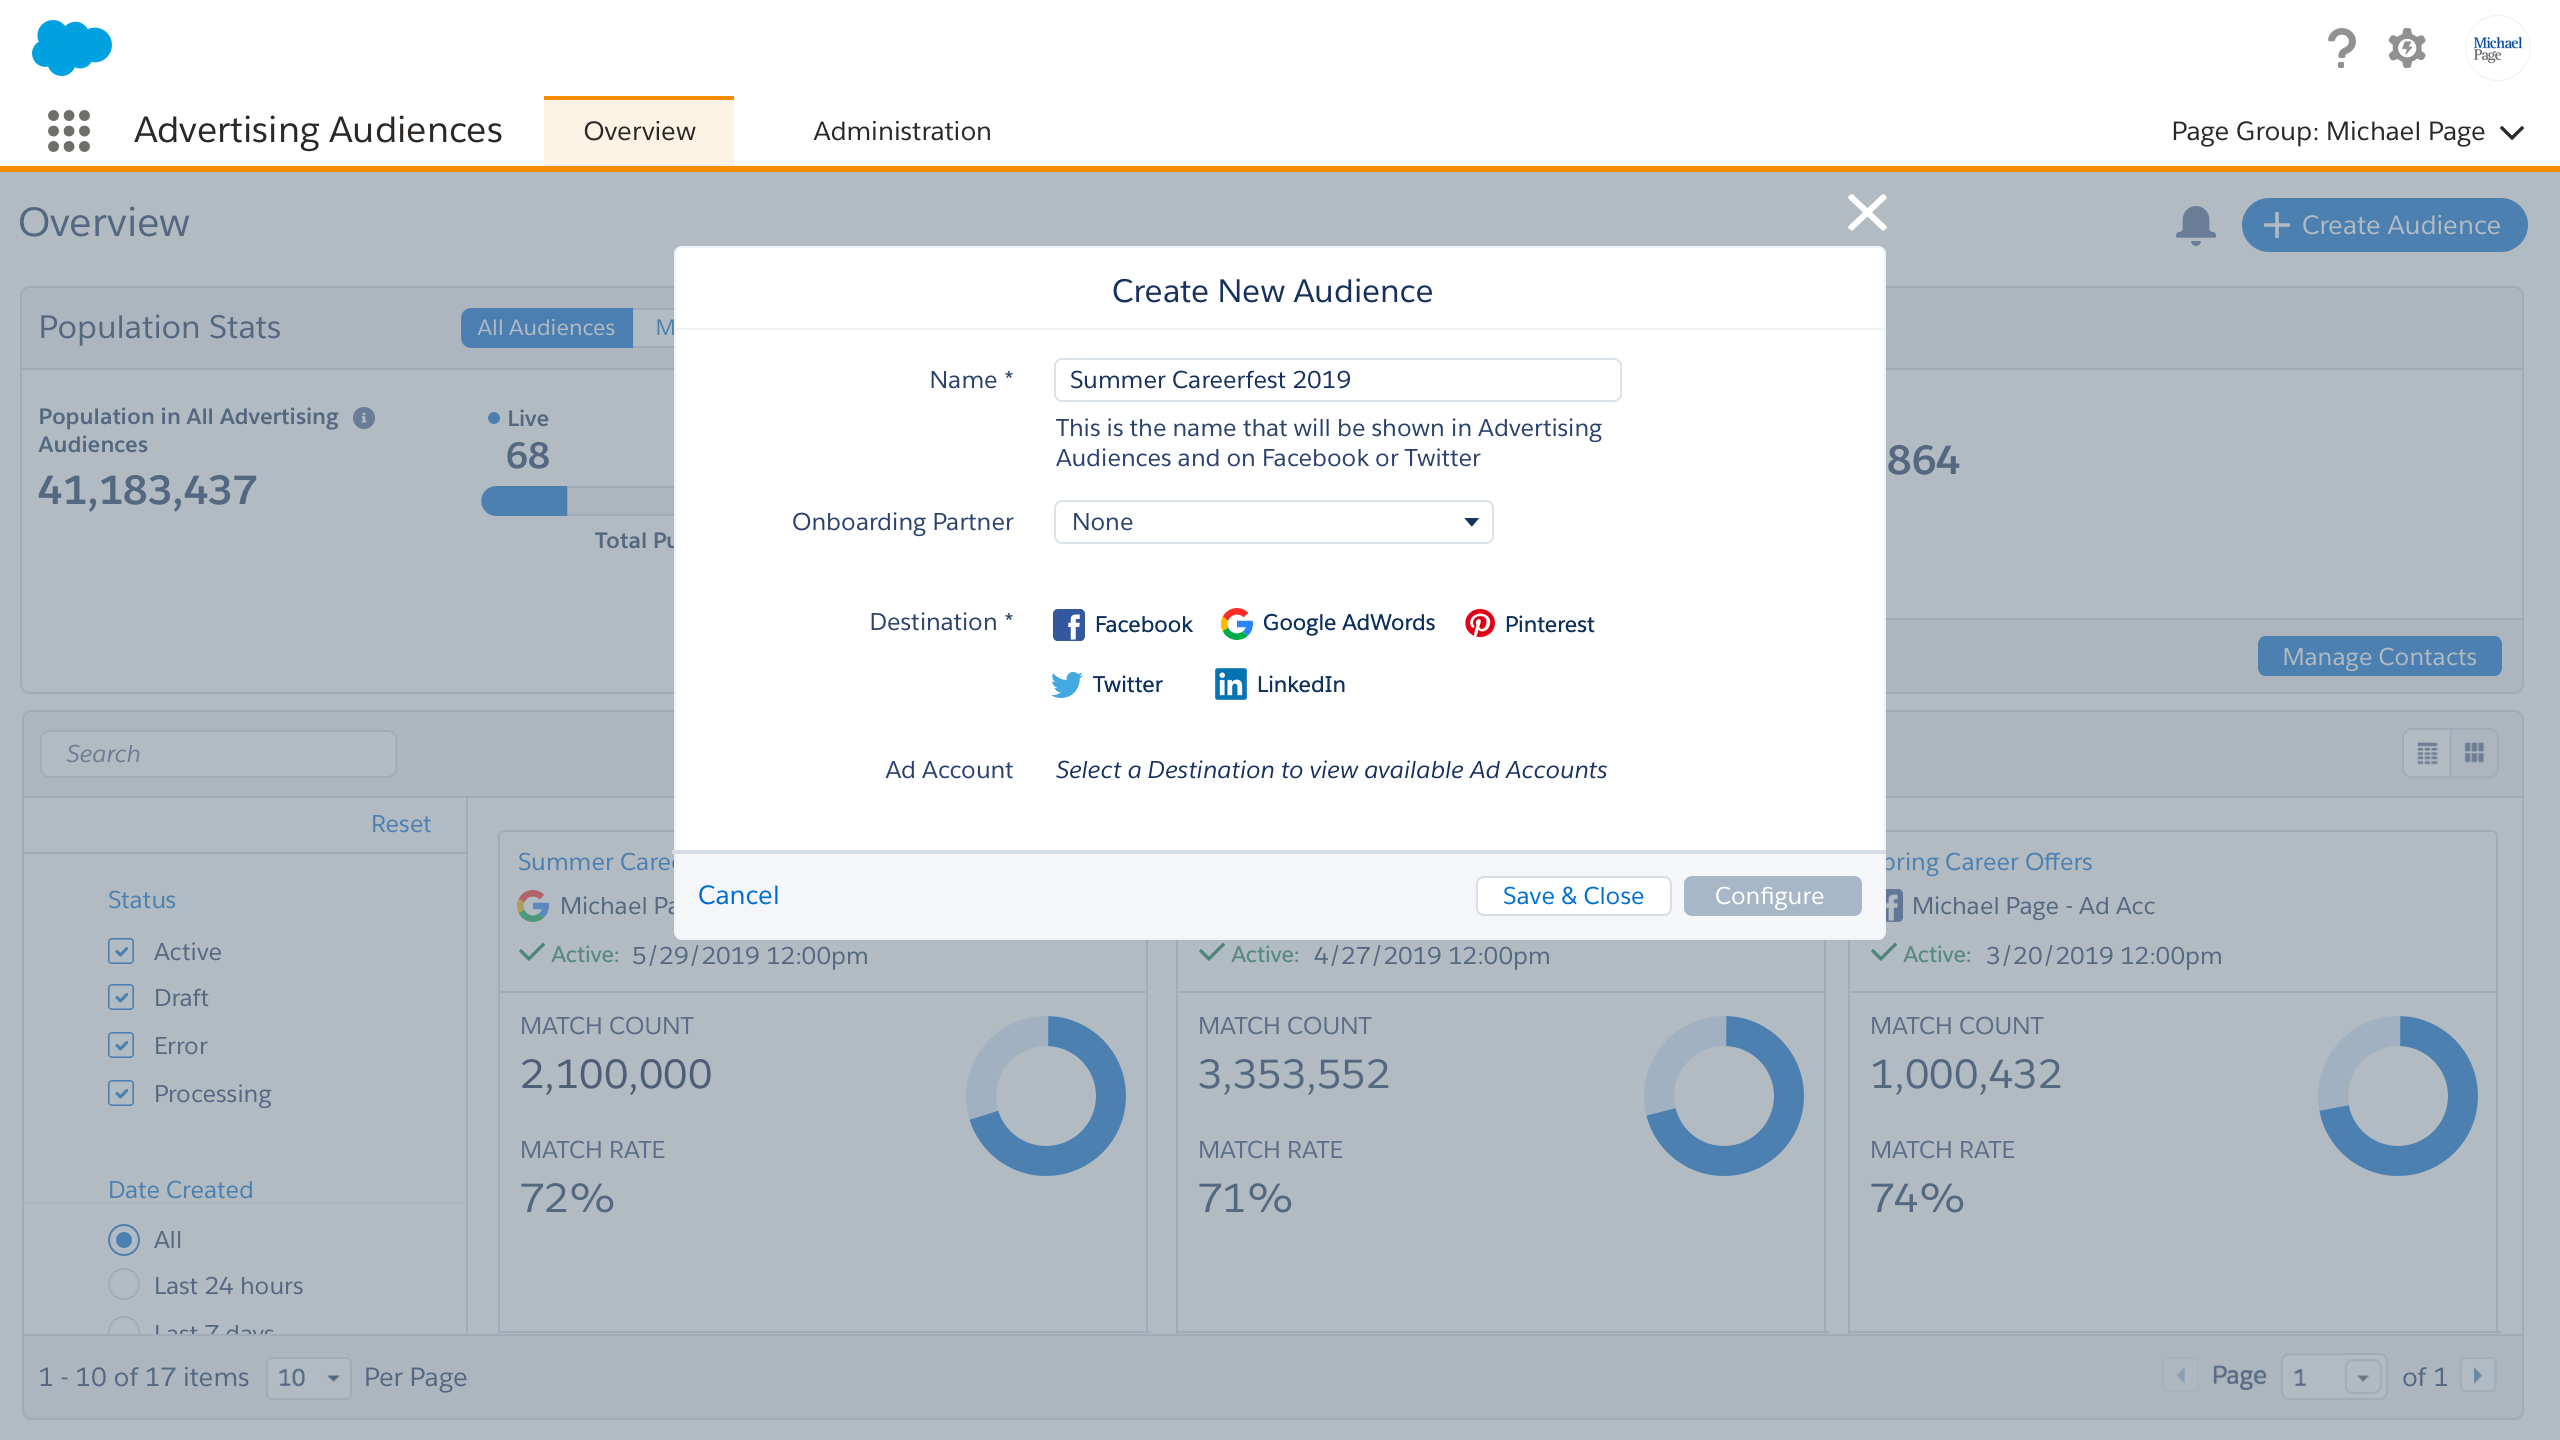 Michael
Page
Advertising Audiences
Overview
Administration
Page Group: Michael Page
Overview
Create Audience
Create New Audience
Population Stats
All Audiences
M
Name *
Summer Careerfest 2019
This is the name that will be shown in Advertising
Audiences and on Facebook or Twitter
Population in All Advertising
Audiences
41,183,437
Live
68
864
Total Pu
Onboarding Partner
None
Destination *
Facebook
Google AdWords
Pinterest
Twitter
LinkedIn
Manage Contacts
Ad Account
Select a Destination to view available Ad Accounts
Search
Reset
Cancel
Save & Close
Configure
Status
Active
Draft
Error
Processing
Date Created
All
Last 24 hours
Last 7 days
Summer Caree
Michael Pa
Active: 5/29/2019 12:00pm
MATCH COUNT
2,100,000
MATCH RATE
72%
Active: 4/27/2019 12:00pm
MATCH COUNT
3,353,552
MATCH RATE
71%
pring Career Offers
Michael Page - Ad Acc
Active: 3/20/2019 12:00pm
MATCH COUNT
1,000,432
MATCH RATE
74%
1 - 10 of 17 items
10
Per Page
Page
1
of 1